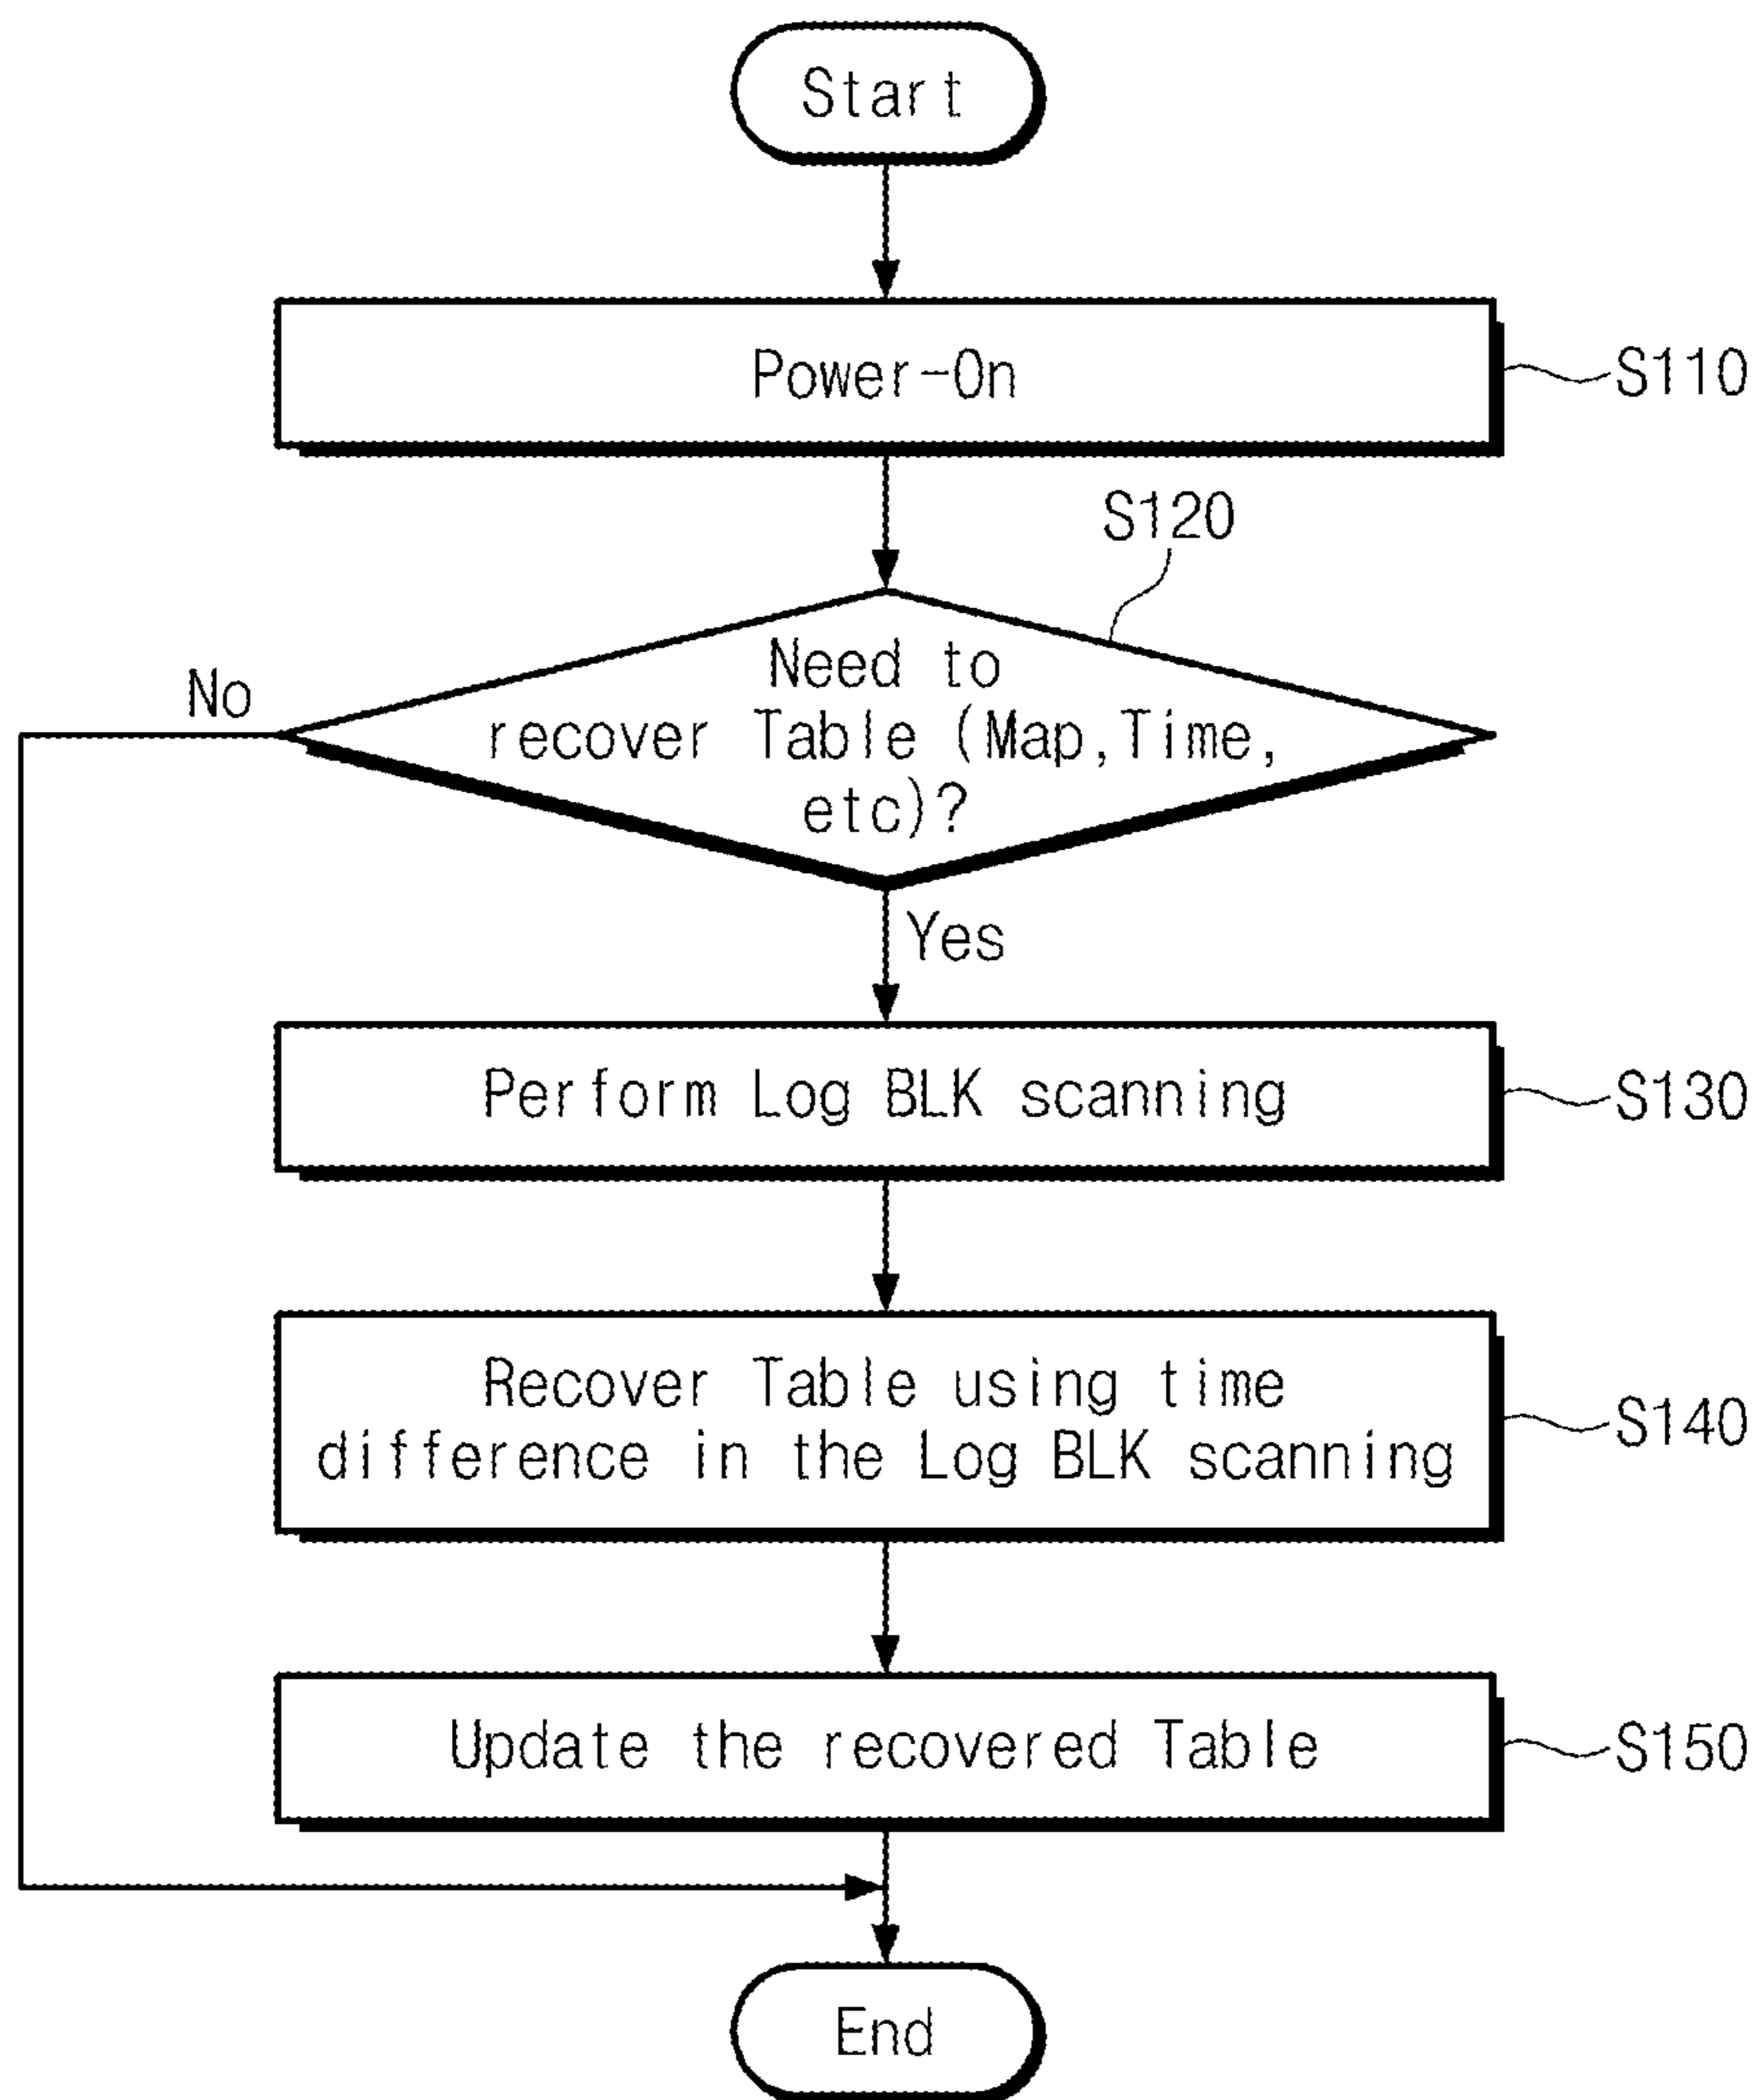 Start
Power-On
S110
S120
Need to
recover Table (Map,Time,
etc)?
No
Yes
Perform Log BLK scanning
S130
Recover Table using time
difference in the Log BLK scanning
S140
Update the recovered Table
S150
End